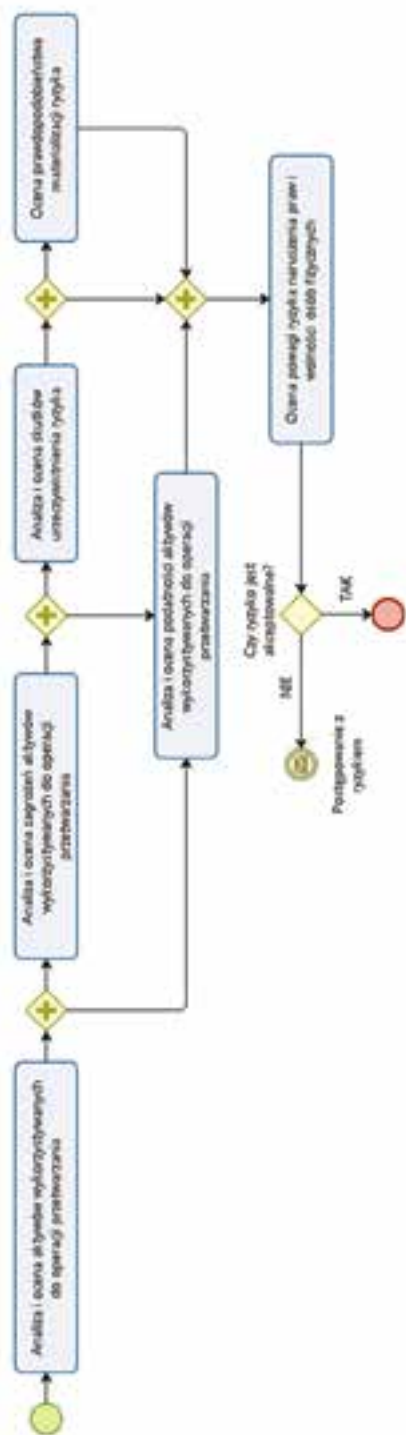 Analiza i ocena aktywów wykorzystywanych
do operacji przetwarzania
Analiza i ocena zagrożeń aktywów
wykorzystywanych do operacji
przetwarzania
Analiza i ocena skutków
urzeczywistnienia ryzyka
Ocena prawdopodobieństwa
materializacji ryzyka
Analiza i ocena podatności aktywów
wykorzystywanych do operacji
przetwarzania
Ocena powagi ryzyka naruszenia praw i
wolności osób fizycznych
Czy ryzyko jest
akceptowalne?
NIE
TAK
Postępowanie z
ryzykiem